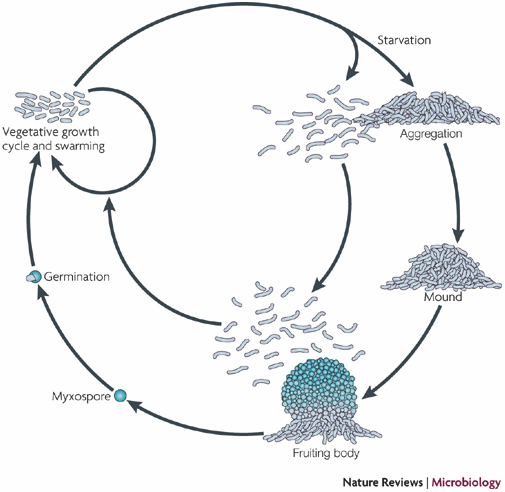 Starvation
Vegetative growth
cycle and swarming
Aggregation
Germination
Mound
Myxospore
Fruiting body
Nature Reviews | Microbiology